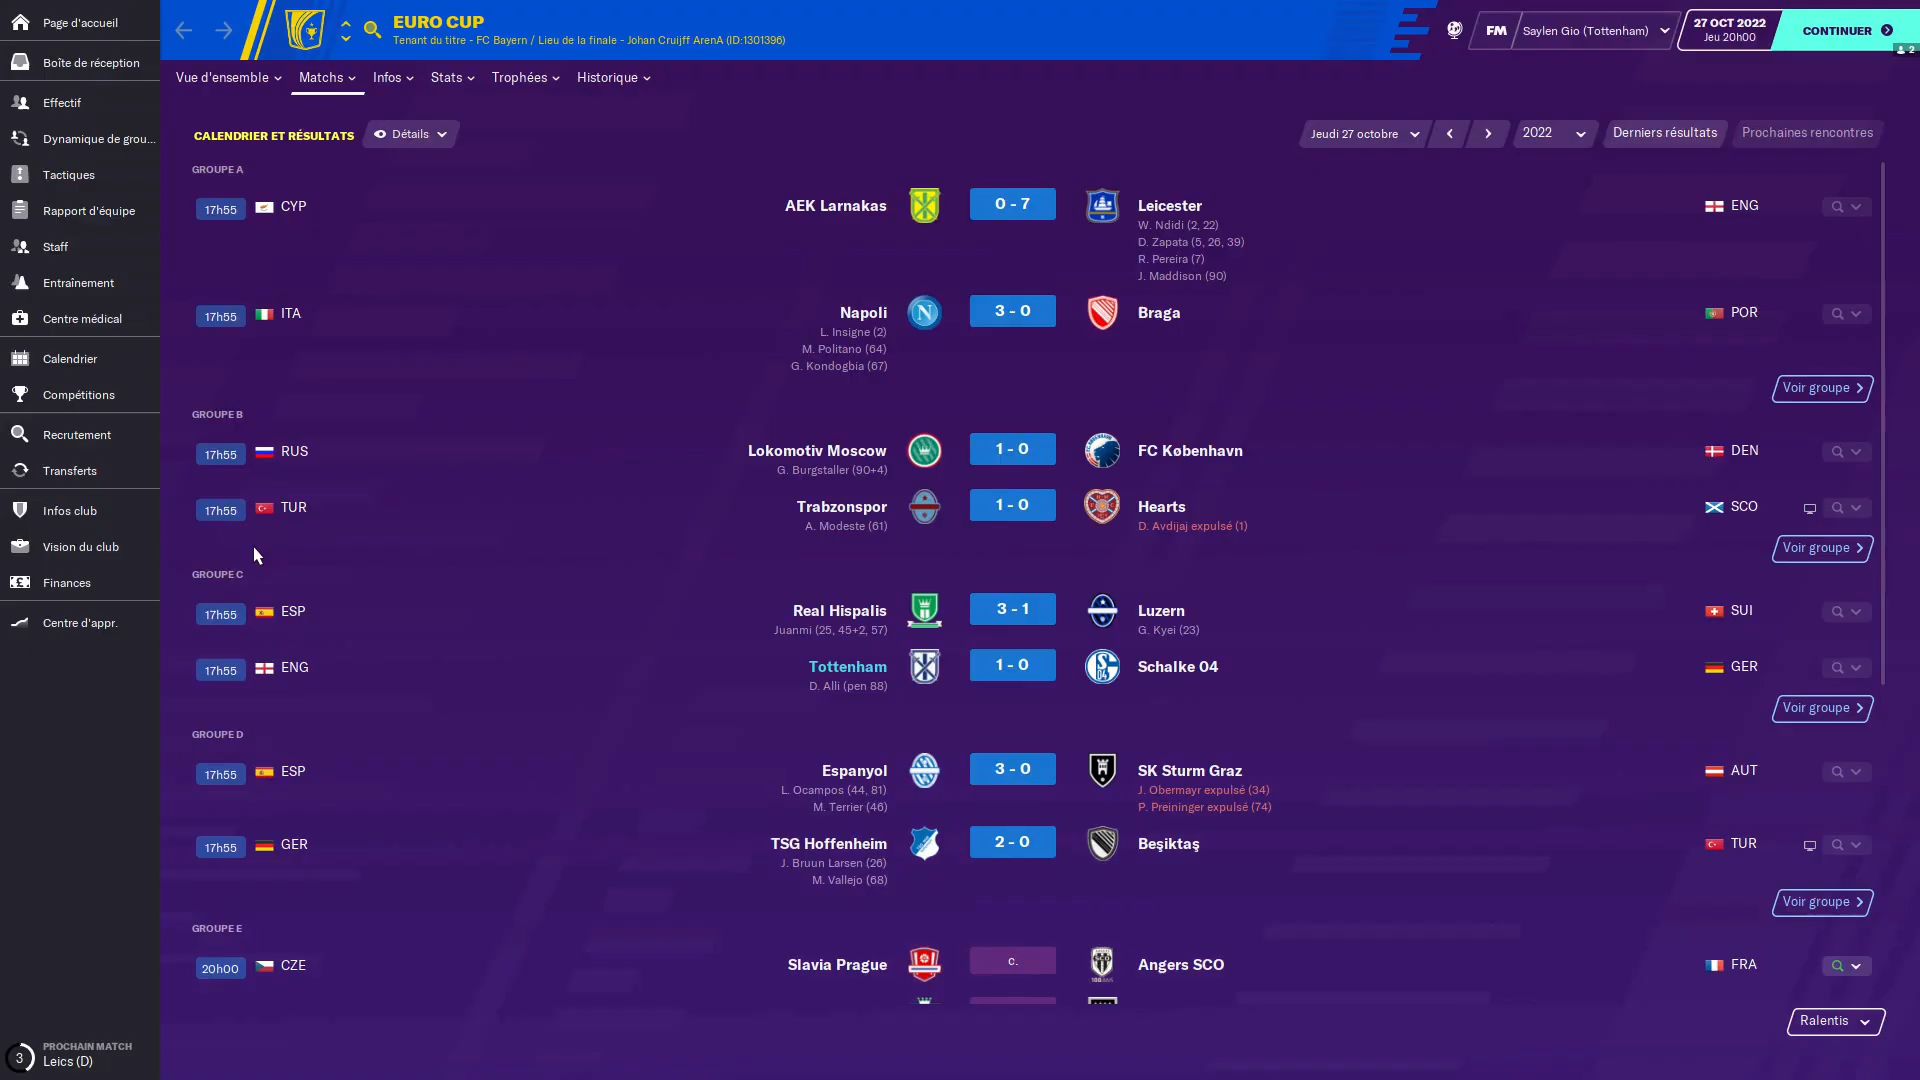 Page d'accueil
Boîte de réception
Effectif
Dynamique de grou...
Tactiques
Rapport d'équipe
Staff
Entraînement
Centre médical
Calendrier
Compétitions
Recrutement
Transferts
Infos club
Vision du club
Finances
Centre d'appr.
3 PROCHAIN MATCH
Leics (D)
EURO CUP
Tenant du titre - FC Bayern / Lieu de la finale - Johan Cruijff ArenA (ID:1301396)
FM Saylen Gio (Tottenham)
27 OCT 2022
Jeu 20h00
CONTINUER
2
Vue d'ensemble Matchs Infos Stats Trophées Historique
CALENDRIER ET RÉSULTATS Détails Jeudi 27 octobre 2022 Derniers résultats Prochaines rencontres
GROUPE A
17h55 CYP AEK Larnakas 0 - 7 Leicester ENG
W. Ndidi (2, 22)
D. Zapata (5, 26, 39)
R. Pereira (7)
J. Maddison (90)
17h55 ITA Napoli 3 - 0 Braga POR
L. Insigne (2)
M. Politano (64)
G. Kondogbia (67)
Voir groupe
GROUPE B
17h55 RUS Lokomotiv Moscow 1 - 0 FC København DEN
G. Burgstaller (90+4)
17h55 TUR Trabzonspor 1 - 0 Hearts SCO
A. Modeste (61) D. Avdijaj expulsé (1)
Voir groupe
GROUPE C
17h55 ESP Real Hispalis 3 - 1 Luzern SUI
Juanmi (25, 45+2, 57) G. Kyei (23)
17h55 ENG Tottenham 1 - 0 Schalke 04 GER
D. Alli (pen 88)
Voir groupe
GROUPE D
17h55 ESP Espanyol 3 - 0 SK Sturm Graz AUT
L. Ocampos (44, 81) J. Obermayr expulsé (34)
M. Terrier (46) P. Preininger expulsé (74)
17h55 GER TSG Hoffenheim 2 - 0 Beşiktaş TUR
J. Bruun Larsen (26)
M. Vallejo (68)
Voir groupe
GROUPE E
20h00 CZE Slavia Prague c. Angers SCO FRA
Ralentis